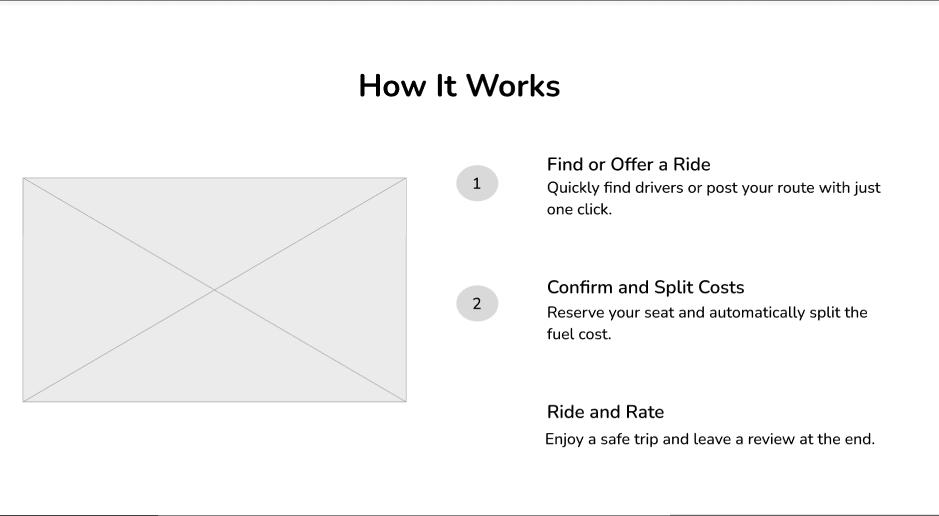 How It Works
1
Find or Offer a Ride
Quickly find drivers or post your route with just
one click.
2
Confirm and Split Costs
Reserve your seat and automatically split the
fuel cost.
Ride and Rate
Enjoy a safe trip and leave a review at the end.